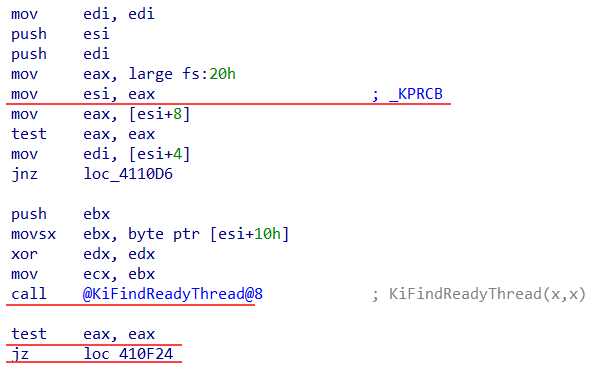 mov edi, edi
push esi
push edi
mov eax, large fs:20h
mov esi, eax ; _KPRCB
mov eax, [esi+8]
test eax, eax
mov edi, [esi+4]
jnz loc_4110D6
push ebx
movsx ebx, byte ptr [esi+10h]
xor edx, edx
mov ecx, ebx
call @KiFindReadyThread@8 ; KiFindReadyThread(x,x)
test eax, eax
jz loc_410F24